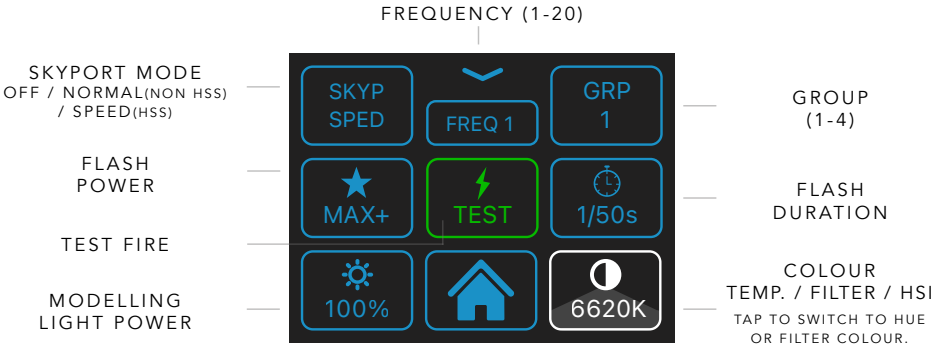 FREQUENCY (1-20)
SKYPORT MODE
OFF / NORMAL(NON HSS)
/ SPEED(HSS)
FLASH
POWER
TEST FIRE
MODELLING
LIGHT POWER
SKYP
SPED
FREQ 1
GRP
1
MAX+
TEST
1/50s
100%
6620K
GROUP
(1-4)
FLASH
DURATION
COLOUR
TEMP. / FILTER / HSI
TAP TO SWITCH TO HUE
OR FILTER COLOUR.